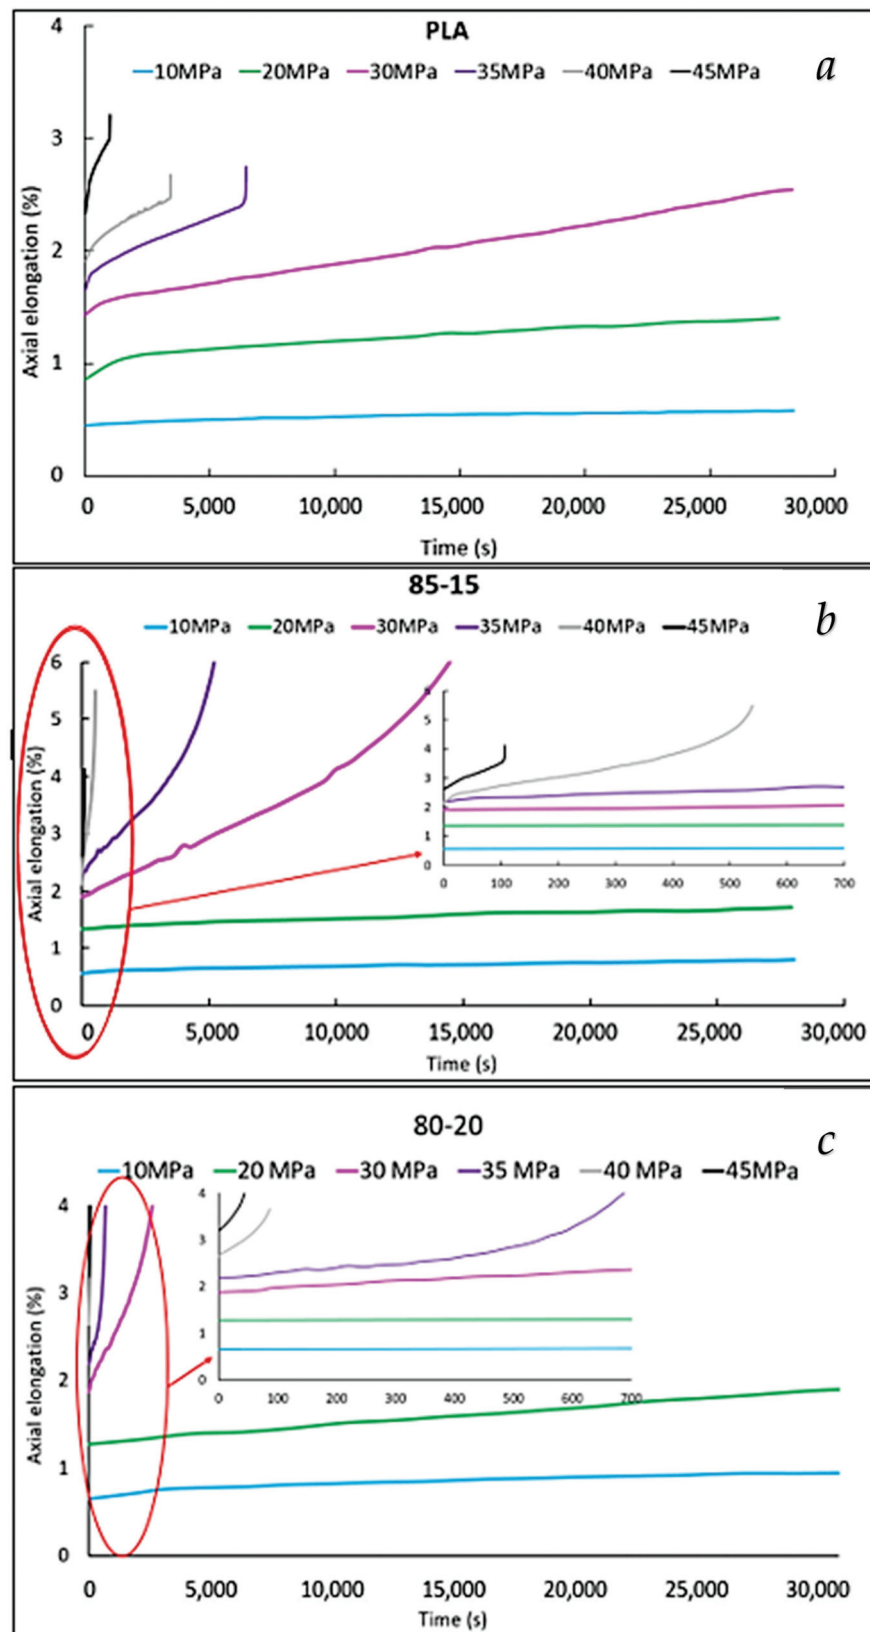 PLA
10MPa 20MPa 30MPa 35MPa 40MPa 45MPa
a
4
3
2
1
0
Axial elongation (%)
0 5,000 10,000 15,000 20,000 25,000 30,000
Time (s)
85-15
b
10MPa 20MPa 30MPa 35MPa 40MPa 45MPa
6
5
4
3
2
1
0
Axial elongation (%)
6
5
4
3
2
1
0
0 100 200 300 400 500 600 700
0 5,000 10,000 15,000 20,000 25,000 30,000
Time (s)
80-20
c
10MPa 20 MPa 30 MPa 35 MPa 40 MPa 45MPa
4
3
2
1
0
Axial elongation (%)
4
3
2
1
0
0 100 200 300 400 500 600 700
0 5,000 10,000 15,000 20,000 25,000 30,000
Time (s)